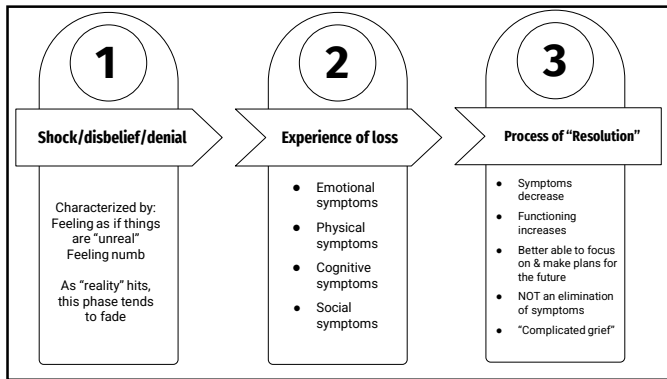 1
Shock/disbelief/denial
Characterized by:
Feeling as if things
are “unreal”
Feeling numb
As “reality” hits,
this phase tends
to fade
2
Experience of loss
● Emotional
symptoms
● Physical
symptoms
● Cognitive
symptoms
● Social
symptoms
3
Process of “Resolution”
● Symptoms
decrease
● Functioning
increases
● Better able to focus
on & make plans for
the future
● NOT an elimination
of symptoms
● “Complicated grief”